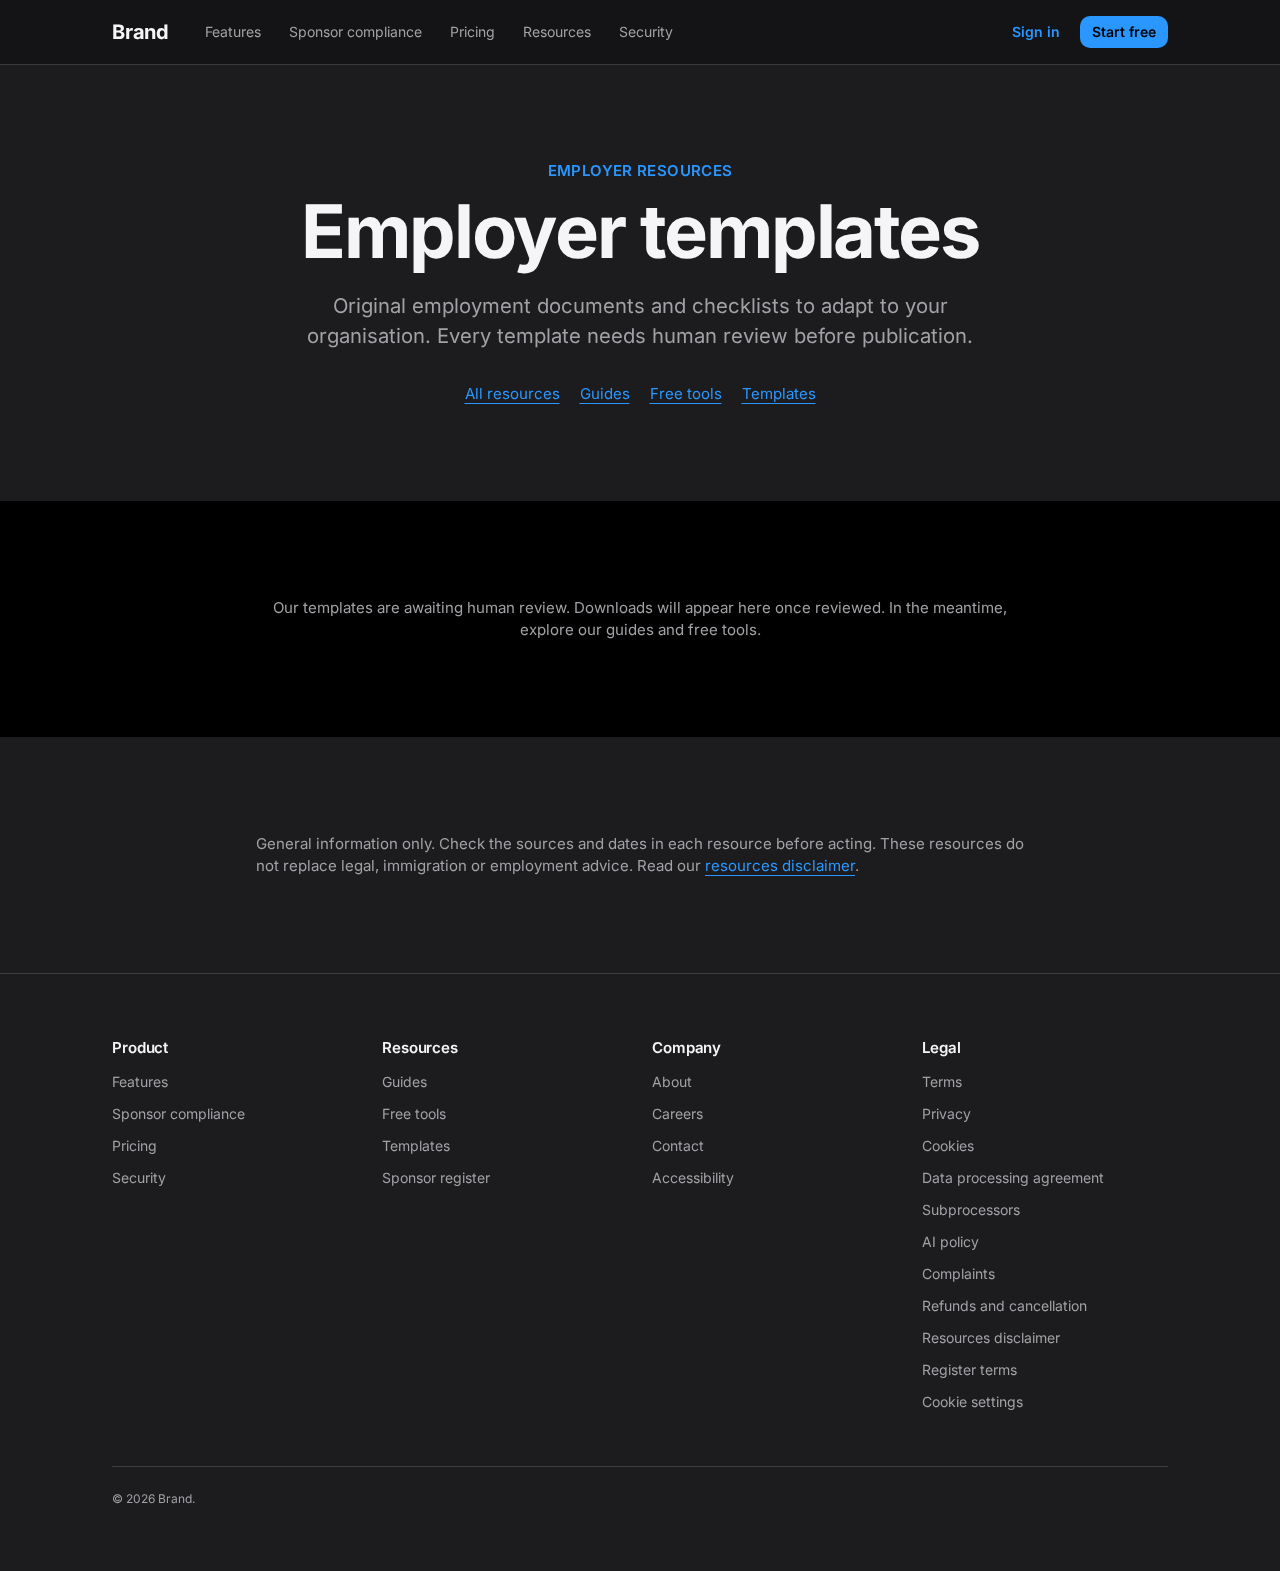 Brand
Features
Sponsor compliance
Pricing
Resources
Security
Sign in
Start free
EMPLOYER RESOURCES
Employer templates
Original employment documents and checklists to adapt to your
organisation. Every template needs human review before publication.
All resources
Guides
Free tools
Templates
Our templates are awaiting human review. Downloads will appear here once reviewed. In the meantime,
explore our guides and free tools.
General information only. Check the sources and dates in each resource before acting. These resources do
not replace legal, immigration or employment advice. Read our resources disclaimer.
Product
Features
Sponsor compliance
Pricing
Security
Resources
Guides
Free tools
Templates
Sponsor register
Company
About
Careers
Contact
Accessibility
Legal
Terms
Privacy
Cookies
Data processing agreement
Subprocessors
AI policy
Complaints
Refunds and cancellation
Resources disclaimer
Register terms
Cookie settings
© 2026 Brand.